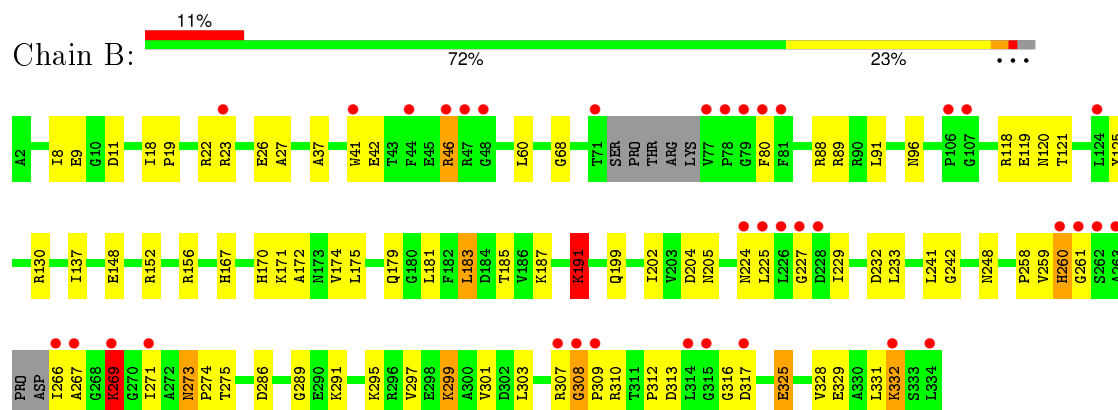 11%
Chain B:
72% 23% • • •
A2 I8 E9 G10 D11 I18 P19 R22 R23 E26 A27 A37 W41 E42 T43 F44 E45 R46 R47 G48 L60 G68 T71 SER PRO THR ARG LYS V77 P78 G79 F80 F81 R88 R89 R90 L91 N96 P106 G107 R118 E119 N120 T121 L124
R130 I137 E148 R152 R156 H167 H170 K171 A172 N173 V174 L175 Q179 G180 L181 F182 L183 D184 T185 V186 K187 K191 Q199 I202 V203 D204 N205 N224 L225 L226 G227 D228 I229 D232 L233 L241 G242 N248 P258 V259 H260 G261 S262 A263
PRO ASP I266 A267 G268 K269 G270 I271 A272 N273 P274 T275 D286 G289 E290 K291 K295 R296 V297 E298 K299 A300 V301 D302 L303 R307 G308 P309 R310 T311 P312 D313 L314 G315 G316 D317 E325 V328 E329 A330 L331 K332 S333 L334